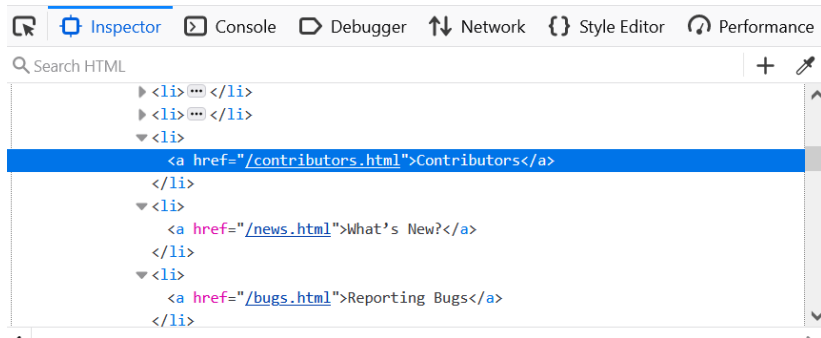 Inspector Console Debugger Network {} Style Editor Performance
Search HTML +
<li>···</li>
<li>···</li>
<li>
<a href="/contributors.html">Contributors</a>
</li>
<li>
<a href="/news.html">What’s New?</a>
</li>
<li>
<a href="/bugs.html">Reporting Bugs</a>
</li>